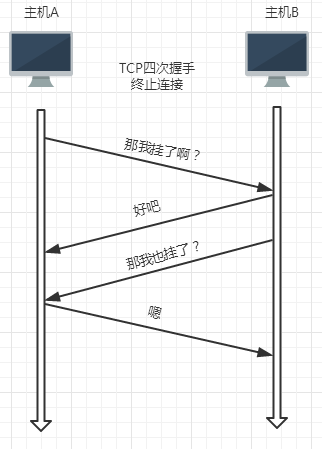 主机A
主机B
TCP四次握手
终止连接
那我挂了啊？
好吧
那我也挂了？
嗯